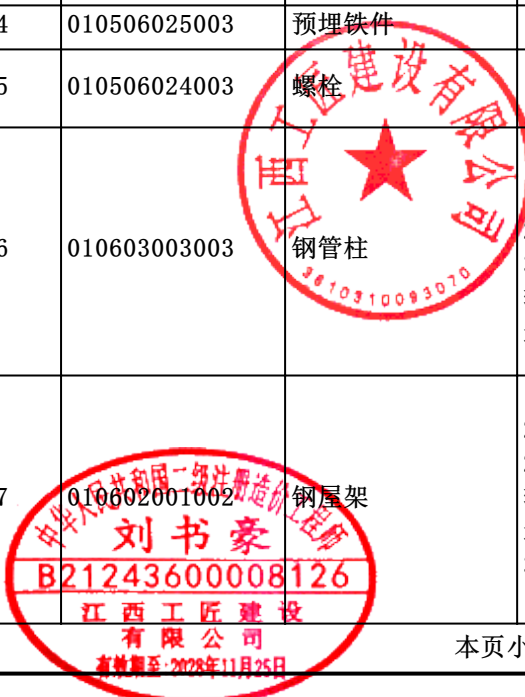 4 010506025003 预埋铁件
5 010506024003 螺栓
江西工匠建设有限公司
3610310093070
6 010603003003 钢管柱
7 010602001002 钢屋架
中华人民共和国二级注册造价工程师
刘书豪
B21243600008126
江西工匠建设
有限公司
有效期至:2028年11月25日
本页小